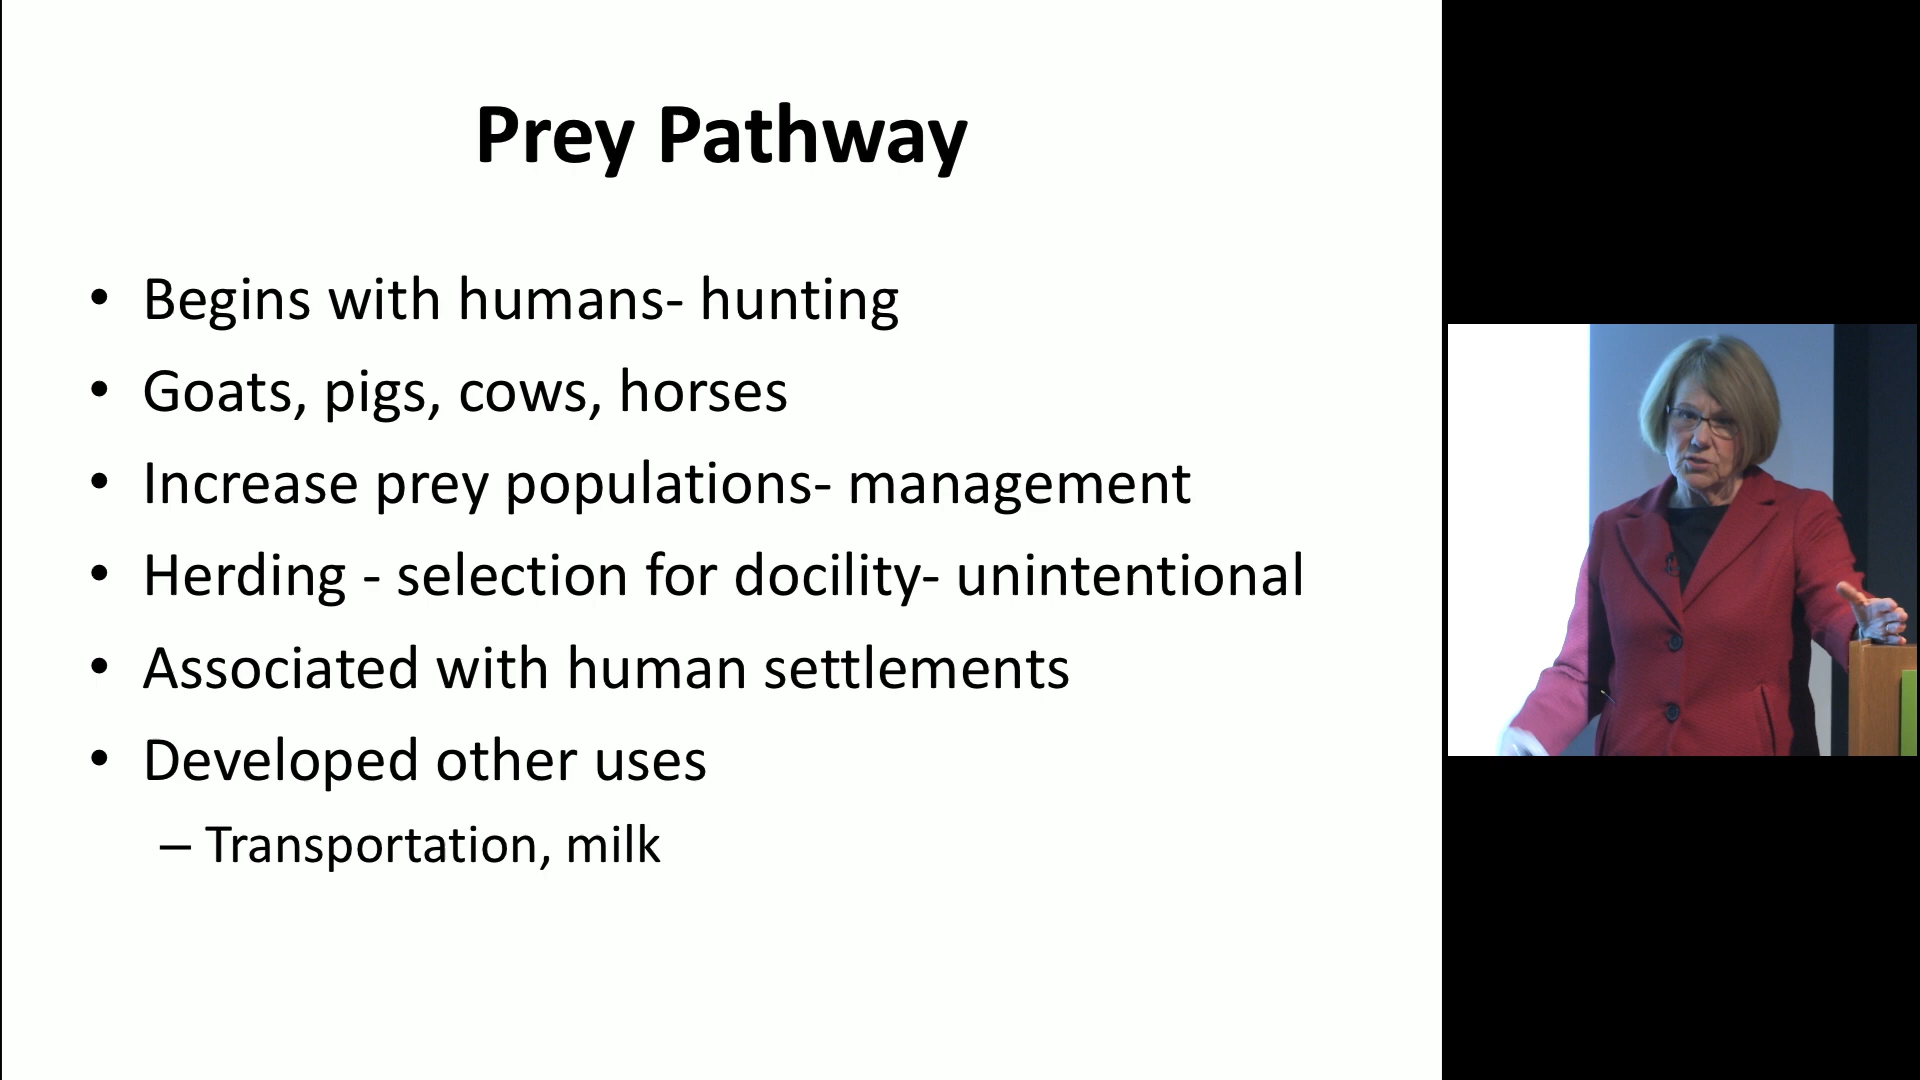 Prey Pathway
• Begins with humans- hunting
• Goats, pigs, cows, horses
• Increase prey populations- management
• Herding - selection for docility- unintentional
• Associated with human settlements
• Developed other uses
– Transportation, milk